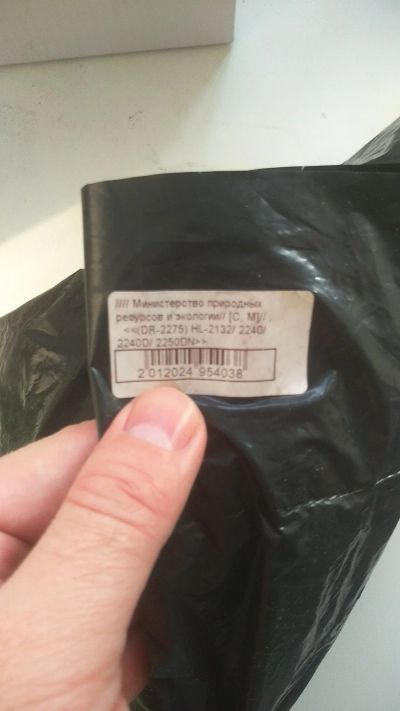 //// Министерство природных
ресурсов и экологии// [С, М]// ,
<<(DR-2275) HL-2132/ 2240/
2240D/ 2250DN>>
2 012024 954038